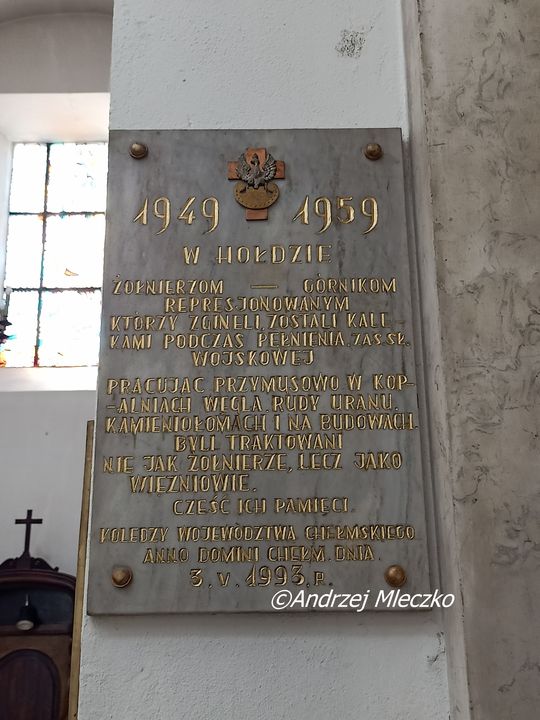 1949 1959
W HOŁDZIE
ŻOŁNIERZOM — GÓRNIKOM
REPRESJONOWANYM
KTÓRZY ZGINELI, ZOSTALI KALE-
KAMI PODCZAS PEŁNIENIA, ZAS. SŁ.
WOJSKOWEJ
PRACUJĄC PRZYMUSOWO W KOP-
-ALNIACH WĘGLA, RUDY URANU,
KAMIENIOŁOMACH I NA BUDOWACH
BYLI TRAKTOWANI
NIE JAK ŻOŁNIERZE, LECZ JAKO
WIĘZNIOWIE.
CZEŚĆ ICH PAMIĘCI.
KOLEDZY WOJEWÓDZTWA CHEŁMSKIEGO
ANNO DOMINI CHEŁM. DNIA.
3. V. 1993. R.
©Andrzej Mleczko